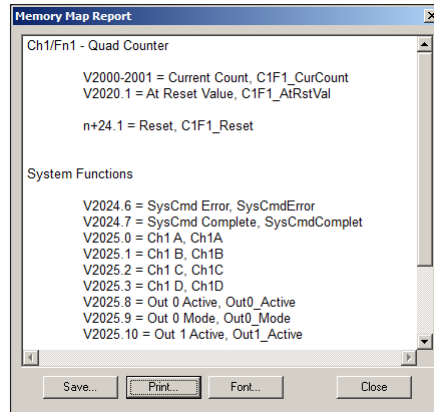 Memory Map Report
Ch1/Fn1 - Quad Counter
V2000-2001 = Current Count, C1F1_CurCount
V2020.1 = At Reset Value, C1F1_AtRstVal
n+24.1 = Reset, C1F1_Reset
System Functions
V2024.6 = SysCmd Error, SysCmdError
V2024.7 = SysCmd Complete, SysCmdComplet
V2025.0 = Ch1 A, Ch1A
V2025.1 = Ch1 B, Ch1B
V2025.2 = Ch1 C, Ch1C
V2025.3 = Ch1 D, Ch1D
V2025.8 = Out 0 Active, Out0_Active
V2025.9 = Out 0 Mode, Out0_Mode
V2025.10 = Out 1 Active, Out1_Active
Save... Print... Font... Close